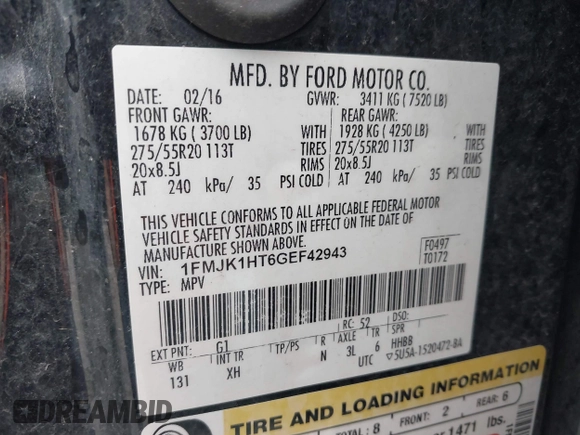 MFD. BY FORD MOTOR CO.
DATE: 02/16 GVWR: 3411 KG ( 7520 LB)
FRONT GAWR: REAR GAWR:
1678 KG ( 3700 LB) WITH 1928 KG ( 4250 LB) WITH
275/55R20 113T TIRES 275/55R20 113T TIRES
20x8.5J RIMS 20x8.5J RIMS
AT 240 kPa/ 35 PSI COLD AT 240 kPa/ 35 PSI COLD
THIS VEHICLE CONFORMS TO ALL APPLICABLE FEDERAL MOTOR
VEHICLE SAFETY STANDARDS IN EFFECT ON THE DATE OF
MANUFACTURE SHOWN ABOVE.
VIN: 1FMJK1HT6GEF42943 F0497
TYPE: MPV T0172
EXT PNT: G1 RC: 52 DSO:
WB INT TR TP/PS R AXLE TR SPR
131 XH N 3L 6 HHBB
UTC ▽5U5A-1520472-BA
TIRE AND LOADING INFORMATION
TOTAL: 8 FRONT: 2 REAR: 6
1471 lbs.
DREAMBID